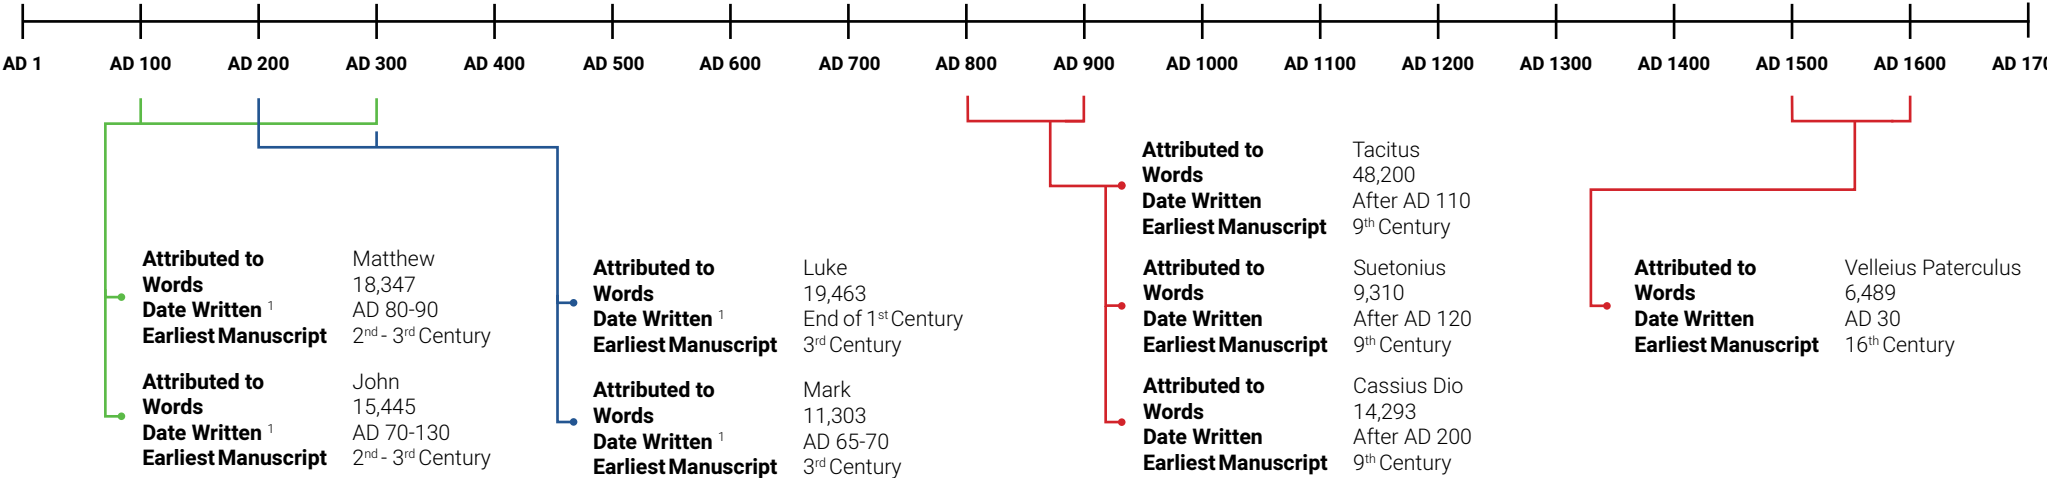 AD 1 AD 100 AD 200 AD 300 AD 400 AD 500 AD 600 AD 700 AD 800 AD 900 AD 1000 AD 1100 AD 1200 AD 1300 AD 1400 AD 1500 AD 1600 AD 170
Attributed to Matthew
Words 18,347
Date Written 1 AD 80-90
Earliest Manuscript 2nd - 3rd Century
Attributed to John
Words 15,445
Date Written 1 AD 70-130
Earliest Manuscript 2nd - 3rd Century
Attributed to Luke
Words 19,463
Date Written 1 End of 1st Century
Earliest Manuscript 3rd Century
Attributed to Mark
Words 11,303
Date Written 1 AD 65-70
Earliest Manuscript 3rd Century
Attributed to Tacitus
Words 48,200
Date Written After AD 110
Earliest Manuscript 9th Century
Attributed to Suetonius
Words 9,310
Date Written After AD 120
Earliest Manuscript 9th Century
Attributed to Cassius Dio
Words 14,293
Date Written After AD 200
Earliest Manuscript 9th Century
Attributed to Velleius Paterculus
Words 6,489
Date Written AD 30
Earliest Manuscript 16th Century